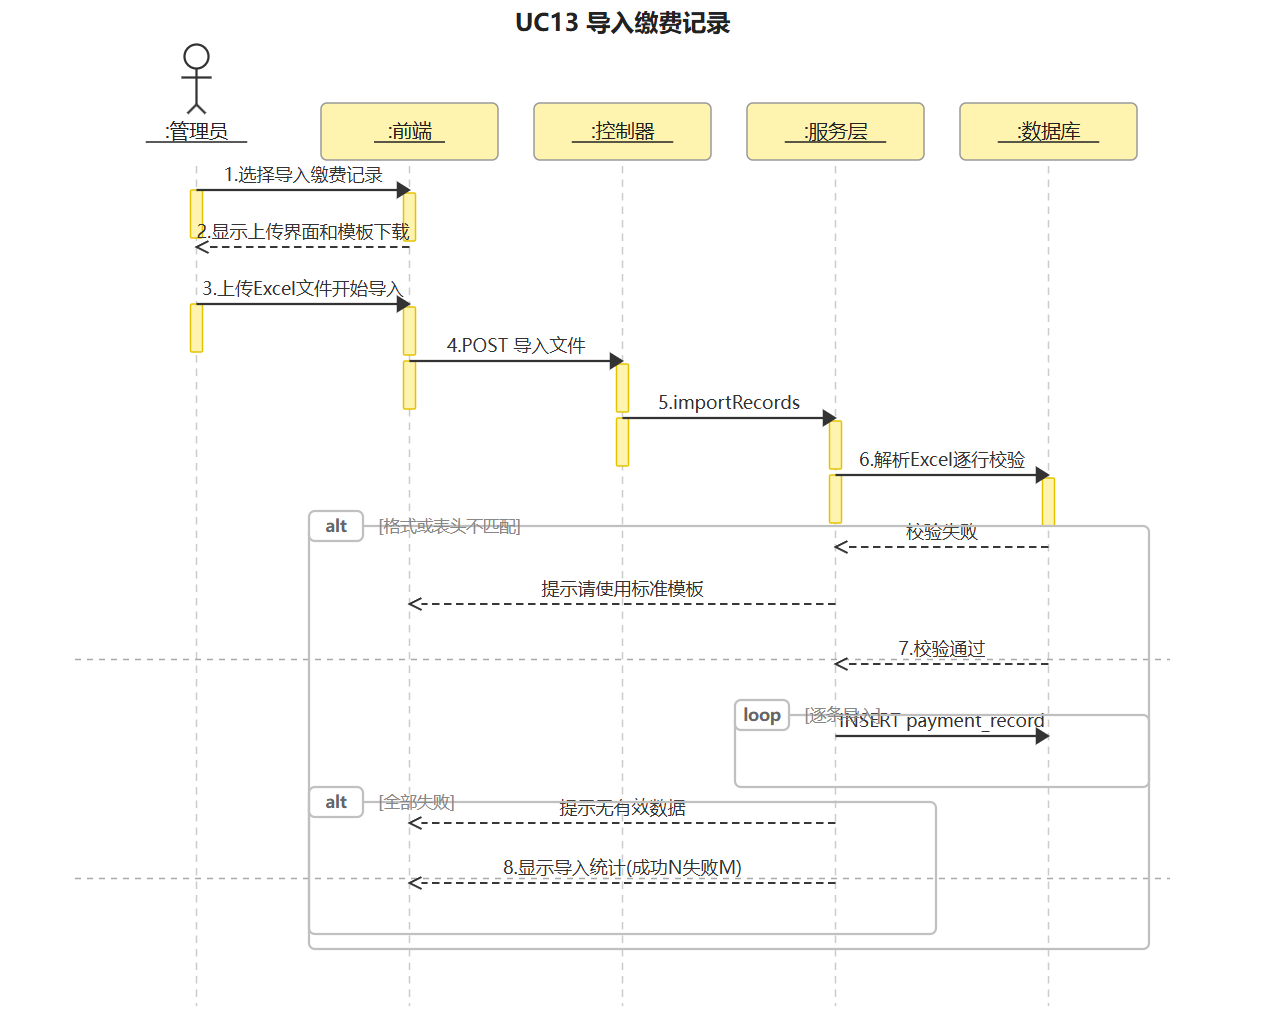 UC13 导入缴费记录
:管理员
:前端
:控制器
:服务层
:数据库
1.选择导入缴费记录
2.显示上传界面和模板下载
3.上传Excel文件开始导入
4.POST 导入文件
5.importRecords
6.解析Excel逐行校验
alt
[格式或表头不匹配]
校验失败
提示请使用标准模板
7.校验通过
loop
[逐条导入]
INSERT payment_record
alt
[全部失败]
提示无有效数据
8.显示导入统计(成功N失败M)